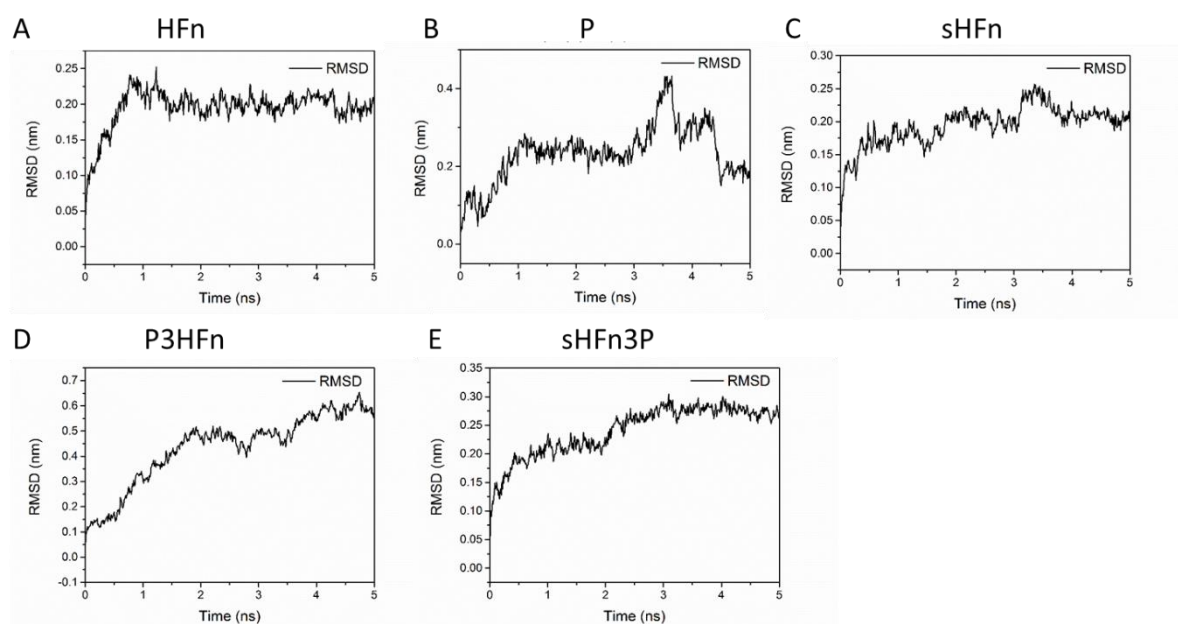 A HFn
B P
C sHFn
RMSD
0.25
0.20
0.15
0.10
0.05
0.00
RMSD (nm)
0 1 2 3 4 5
Time (ns)
RMSD
0.4
0.2
0.0
RMSD (nm)
0 1 2 3 4 5
Time (ns)
RMSD
0.30
0.25
0.20
0.15
0.10
0.05
0.00
RMSD (nm)
0 1 2 3 4 5
Time (ns)
D P3HFn
E sHFn3P
RMSD
0.7
0.6
0.5
0.4
0.3
0.2
0.1
0.0
-0.1
RMSD (nm)
0 1 2 3 4 5
Time (ns)
RMSD
0.35
0.30
0.25
0.20
0.15
0.10
0.05
0.00
RMSD (nm)
0 1 2 3 4 5
Time (ns)